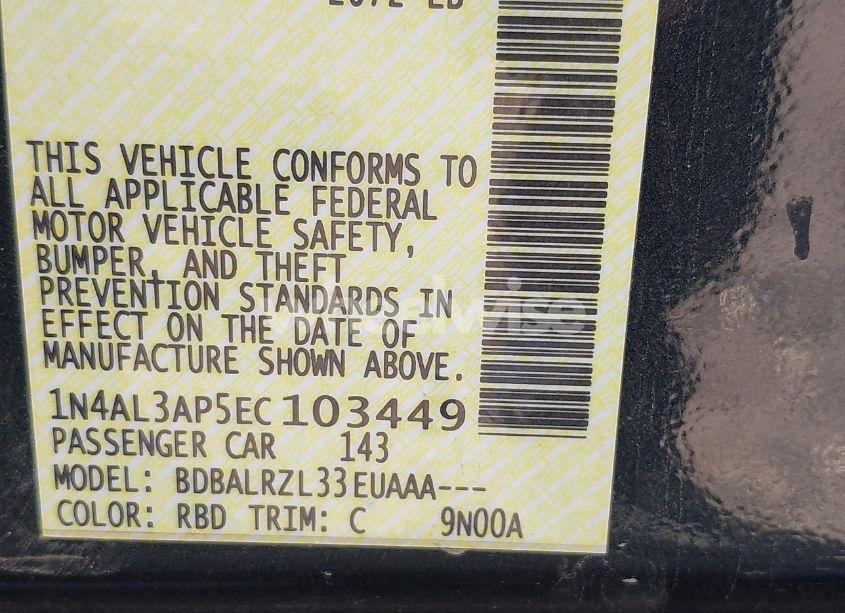 THIS VEHICLE CONFORMS TO
ALL APPLICABLE FEDERAL
MOTOR VEHICLE SAFETY,
BUMPER, AND THEFT
PREVENTION STANDARDS IN
EFFECT ON THE DATE OF
MANUFACTURE SHOWN ABOVE.
1N4AL3AP5EC103449
PASSENGER CAR 143
MODEL: BDBALRZL33EUAAA---
COLOR: RBD TRIM: C 9N00A